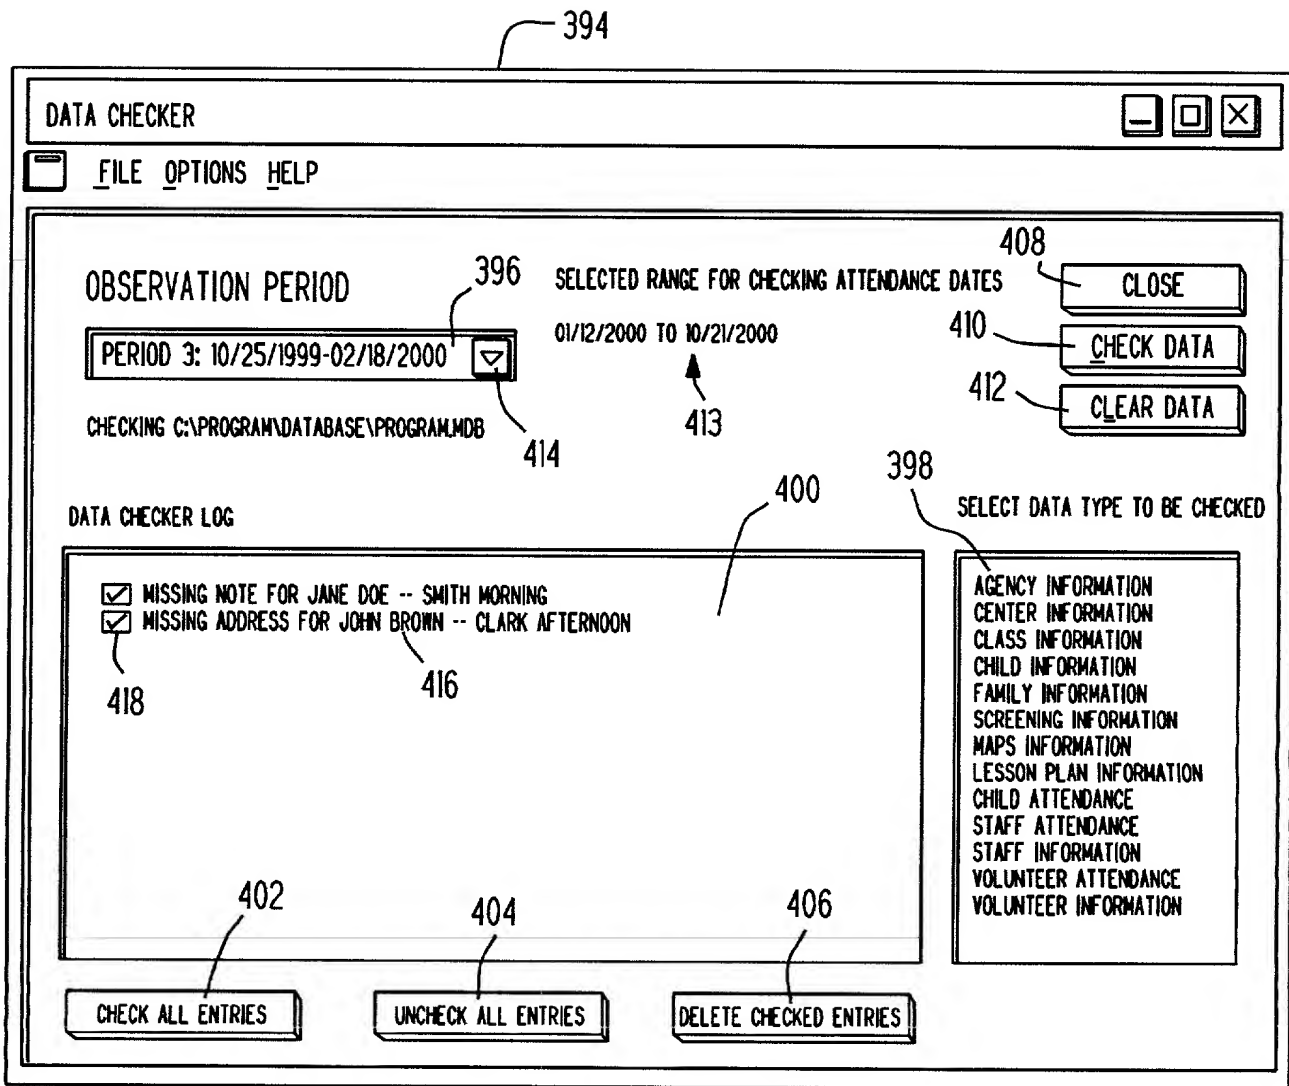 394
DATA CHECKER
FILE OPTIONS HELP
408
OBSERVATION PERIOD
396
SELECTED RANGE FOR CHECKING ATTENDANCE DATES
CLOSE
PERIOD 3: 10/25/1999-02/18/2000
01/12/2000 TO 10/21/2000
410
CHECK DATA
412
CLEAR DATA
CHECKING C:\PROGRAM\DATABASE\PROGRAM.MDB
414
413
398
400
DATA CHECKER LOG
SELECT DATA TYPE TO BE CHECKED
MISSING NOTE FOR JANE DOE -- SMITH MORNING
MISSING ADDRESS FOR JOHN BROWN -- CLARK AFTERNOON
418
416
AGENCY INFORMATION
CENTER INFORMATION
CLASS INFORMATION
CHILD INFORMATION
FAMILY INFORMATION
SCREENING INFORMATION
MAPS INFORMATION
LESSON PLAN INFORMATION
CHILD ATTENDANCE
STAFF ATTENDANCE
STAFF INFORMATION
VOLUNTEER ATTENDANCE
VOLUNTEER INFORMATION
402
404
406
CHECK ALL ENTRIES
UNCHECK ALL ENTRIES
DELETE CHECKED ENTRIES